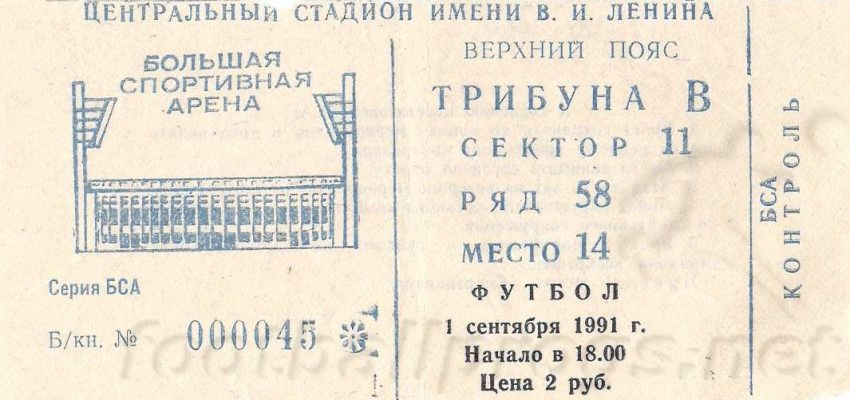 ЦЕНТРАЛЬНЫЙ СТАДИОН ИМЕНИ В. И. ЛЕНИНА
БОЛЬШАЯ
СПОРТИВНАЯ
АРЕНА
Серия БСА
Б/кн. № 000045
ВЕРХНИЙ ПОЯС
ТРИБУНА В
СЕКТОР 11
РЯД 58
МЕСТО 14
ФУТБОЛ
1 сентября 1991 г.
Начало в 18.00
Цена 2 руб.
БСА
КОНТРОЛЬ